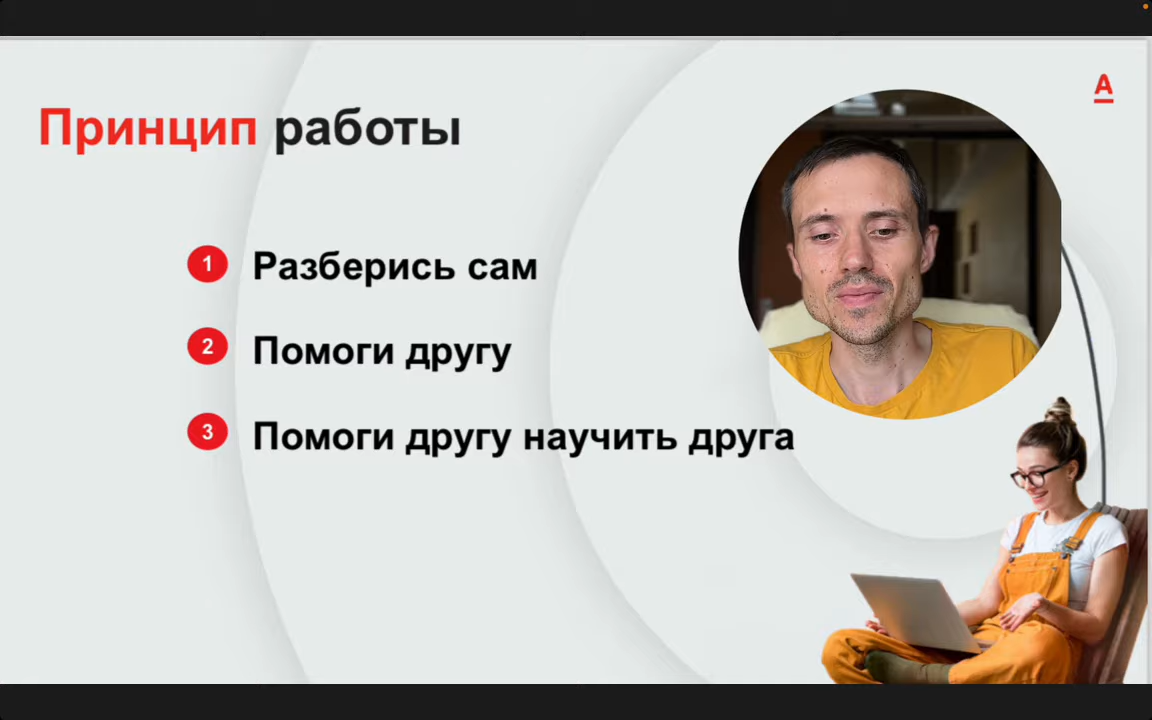 Принцип работы
А
1 Разберись сам
2 Помоги другу
3 Помоги другу научить друга